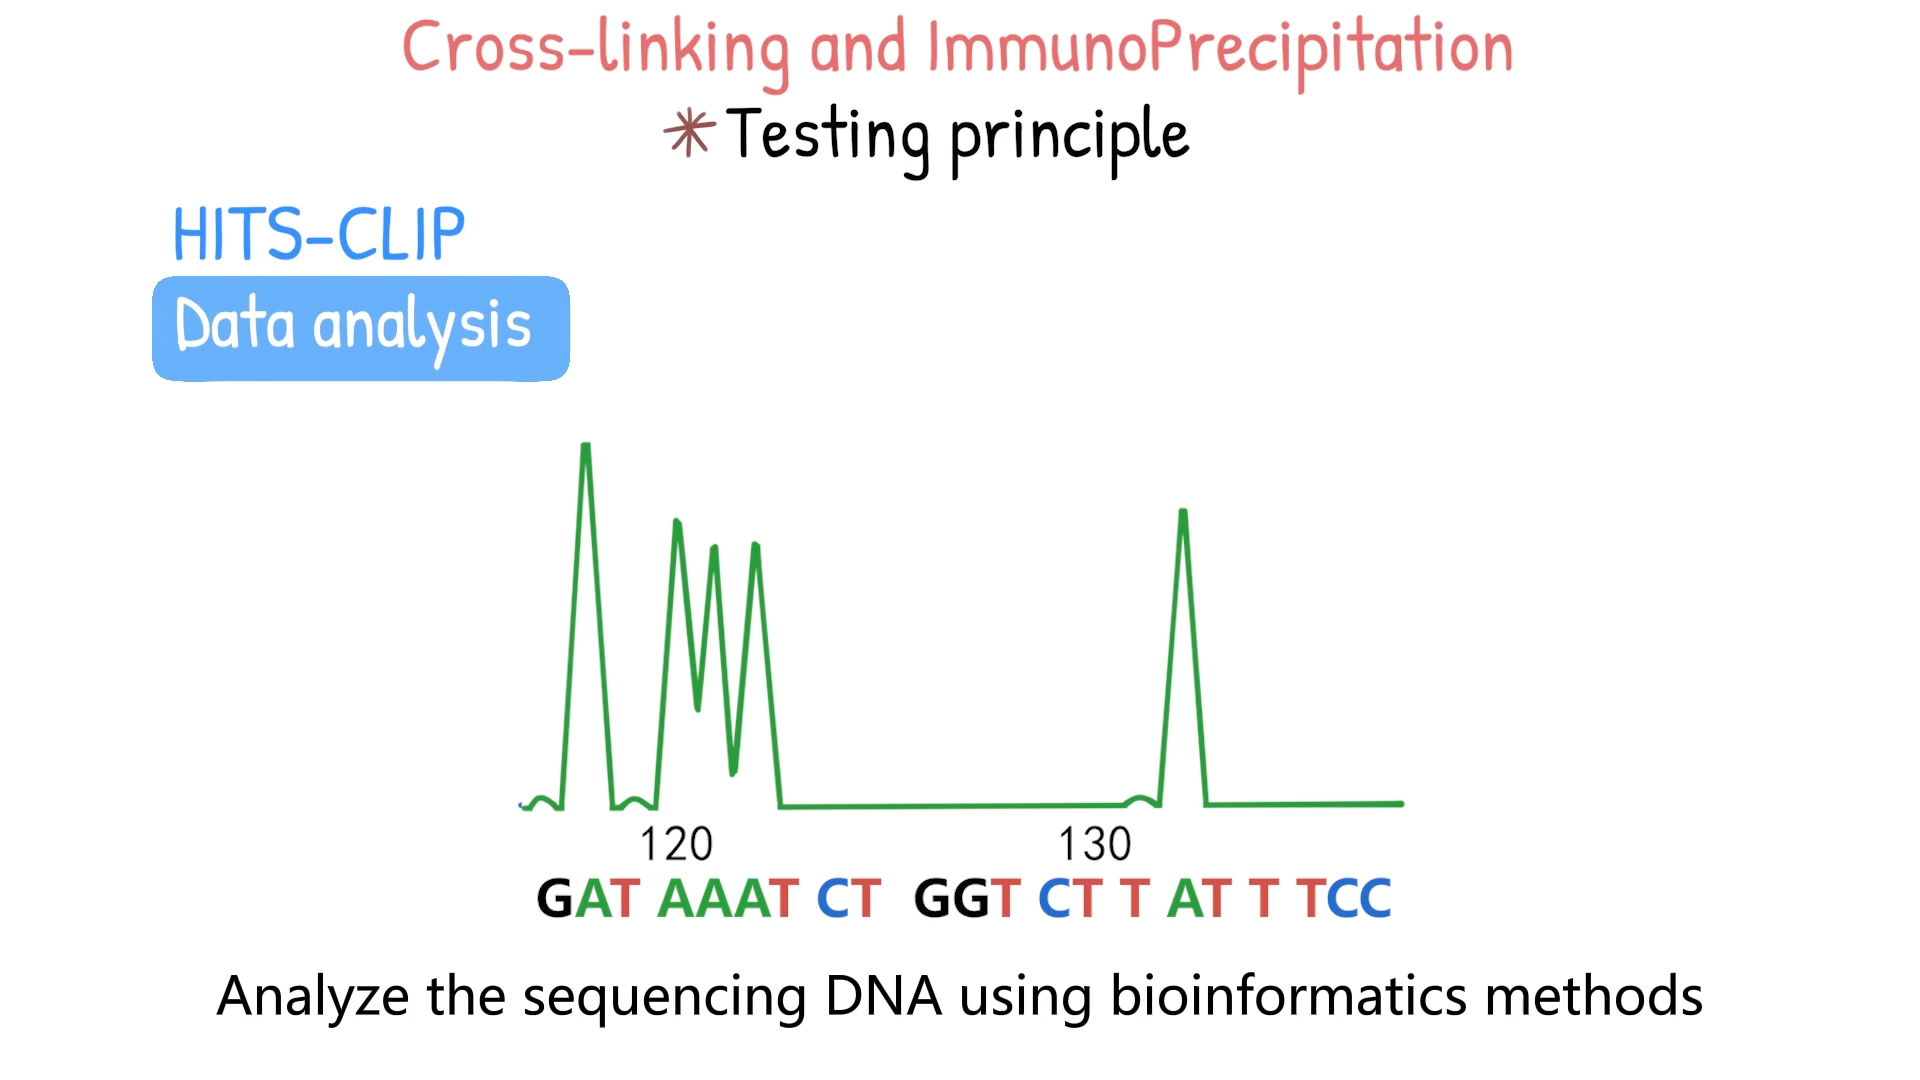 Cross-linking and ImmunoPrecipitation
*Testing principle
HITS-CLIP
Data analysis
120 130
GAT AAAT CT GGT CT T AT T TCC
Analyze the sequencing DNA using bioinformatics methods